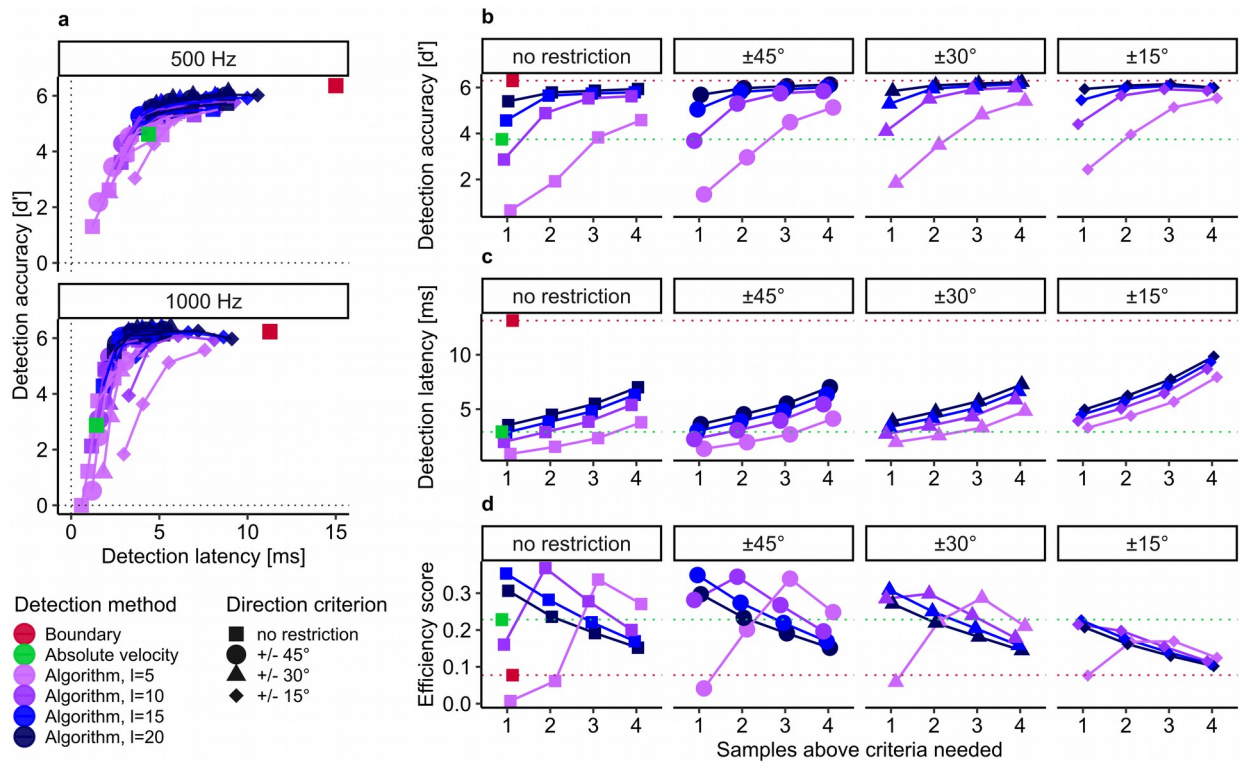 a
500 Hz
6
4
2
0
1000 Hz
6
4
2
0
0 5 10 15
Detection accuracy [d']
Detection latency [ms]
Detection method
Boundary
Absolute velocity
Algorithm, l=5
Algorithm, l=10
Algorithm, l=15
Algorithm, l=20
Direction criterion
no restriction
+/- 45°
+/- 30°
+/- 15°
b
no restriction ±45° ±30° ±15°
Detection accuracy [d']
6
4
2
1 2 3 4 1 2 3 4 1 2 3 4 1 2 3 4
c
no restriction ±45° ±30° ±15°
Detection latency [ms]
10
5
1 2 3 4 1 2 3 4 1 2 3 4 1 2 3 4
d
no restriction ±45° ±30° ±15°
Efficiency score
0.3
0.2
0.1
0.0
1 2 3 4 1 2 3 4 1 2 3 4 1 2 3 4
Samples above criteria needed